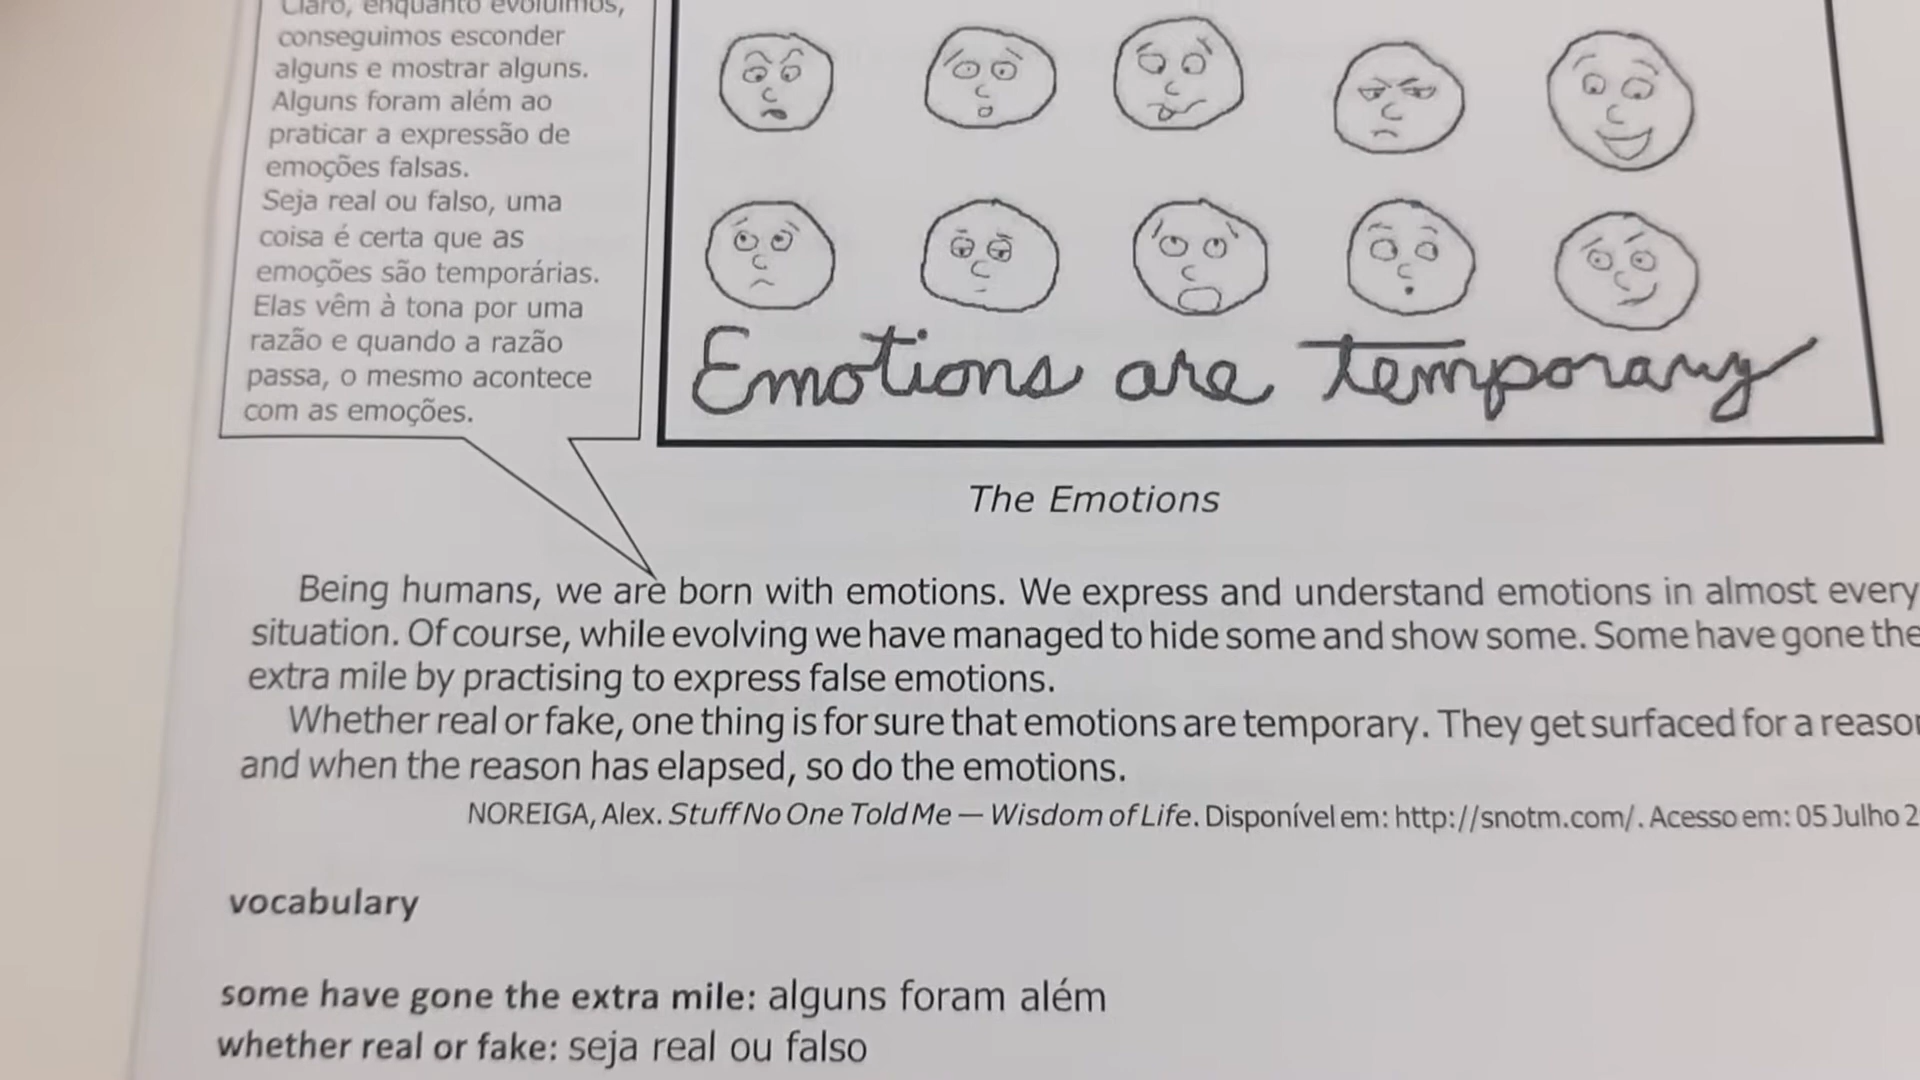 Claro, enquanto evoluímos,
conseguimos esconder
alguns e mostrar alguns.
Alguns foram além ao
praticar a expressão de
emoções falsas.
Seja real ou falso, uma
coisa é certa que as
emoções são temporárias.
Elas vêm à tona por uma
razão e quando a razão
passa, o mesmo acontece
com as emoções.
Emotions are temporary
The Emotions
Being humans, we are born with emotions. We express and understand emotions in almost every
situation. Of course, while evolving we have managed to hide some and show some. Some have gone the
extra mile by practising to express false emotions.
Whether real or fake, one thing is for sure that emotions are temporary. They get surfaced for a reason
and when the reason has elapsed, so do the emotions.
NOREIGA, Alex. Stuff No One Told Me — Wisdom of Life. Disponível em: http://snotm.com/. Acesso em: 05 Julho 2
vocabulary
some have gone the extra mile: alguns foram além
whether real or fake: seja real ou falso